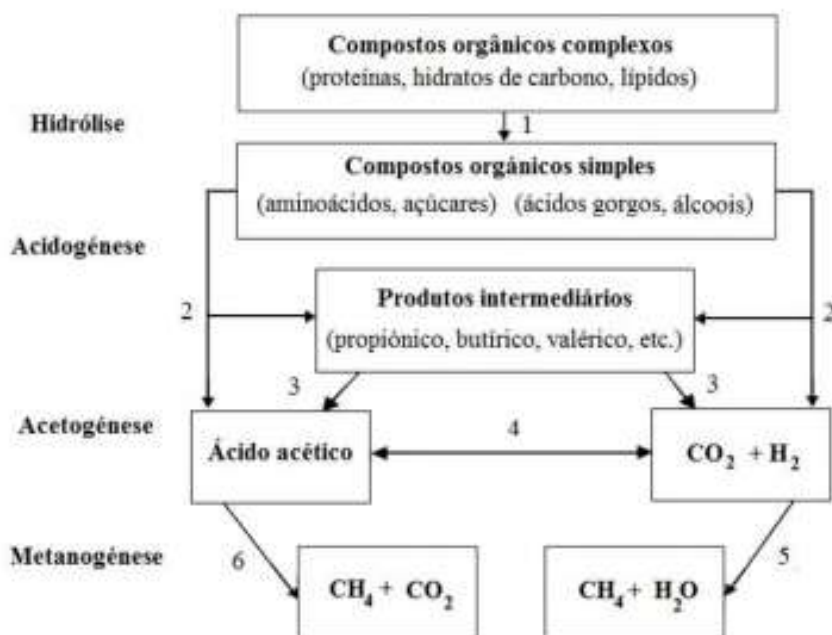 Compostos orgânicos complexos
(proteínas, hidratos de carbono, lípidos)
Hidrólise
1
Compostos orgánicos simples
(aminoácidos, açúcares) (ácidos gorgos, álcoois)
Acidogénese
Produtos intermediários
2
2
(propiónico, butírico, valérico, etc.)
3
3
Acetogénese
4
Ácido acético
CO₂ + H₂
Metanogénese
6
5
CH₄ + CO₂
CH₄ + H₂O